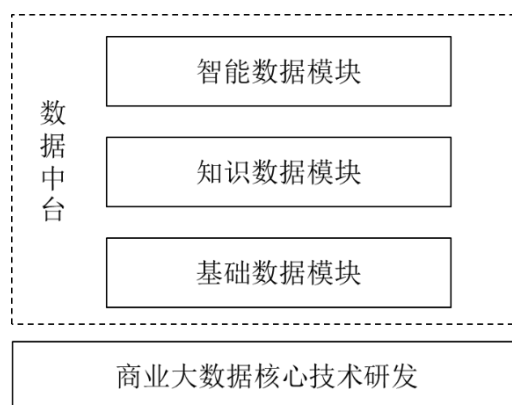 智能数据模块
数据中台
知识数据模块
基础数据模块
商业大数据核心技术研发